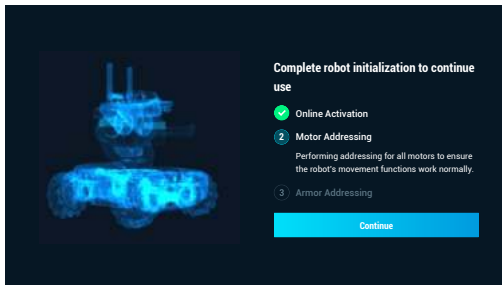 Complete robot initialization to continue
use
Online Activation
2 Motor Addressing
Performing addressing for all motors to ensure
the robot's movement functions work normally.
3 Armor Addressing
Continue